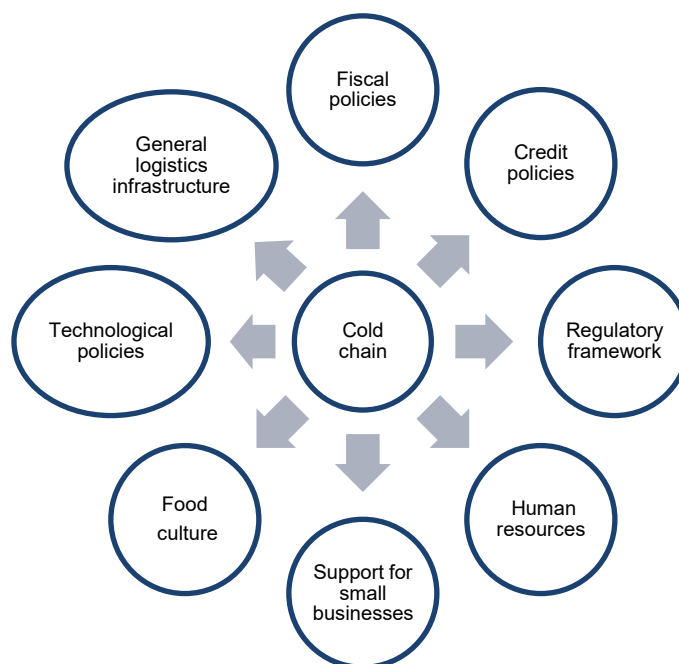 Fiscal
policies
General
logistics
infrastructure
Credit
policies
Technological
policies
Cold
chain
Regulatory
framework
Food
culture
Human
resources
Support for
small
businesses